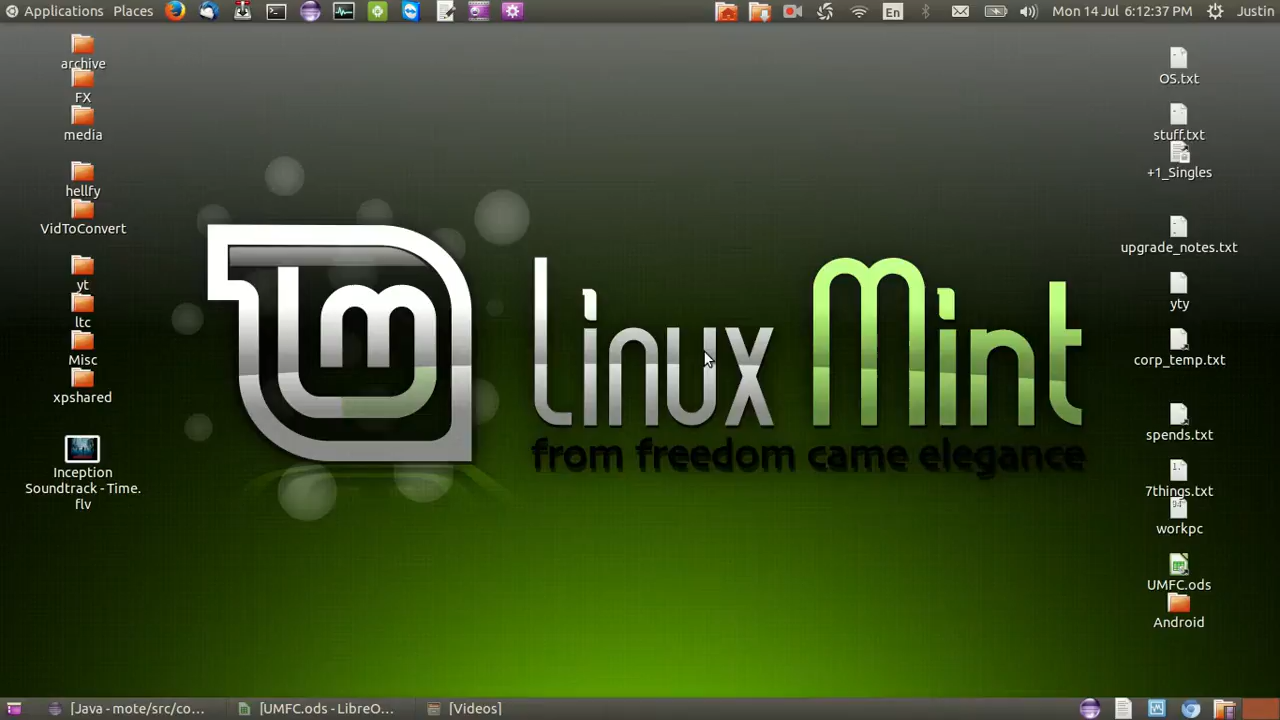 Applications Places
En
Mon 14 Jul 6:12:37 PM
Justin
archive
FX
media
hellfy
VidToConvert
yt
ltc
Misc
xpshared
Inception
Soundtrack - Time.
flv
lm
Linux Mint
from freedom came elegance
OS.txt
stuff.txt
+1_Singles
upgrade_notes.txt
yty
corp_temp.txt
spends.txt
7things.txt
workpc
UMFC.ods
Android
[Java - mote/src/co...
[UMFC.ods - LibreO...
[Videos]